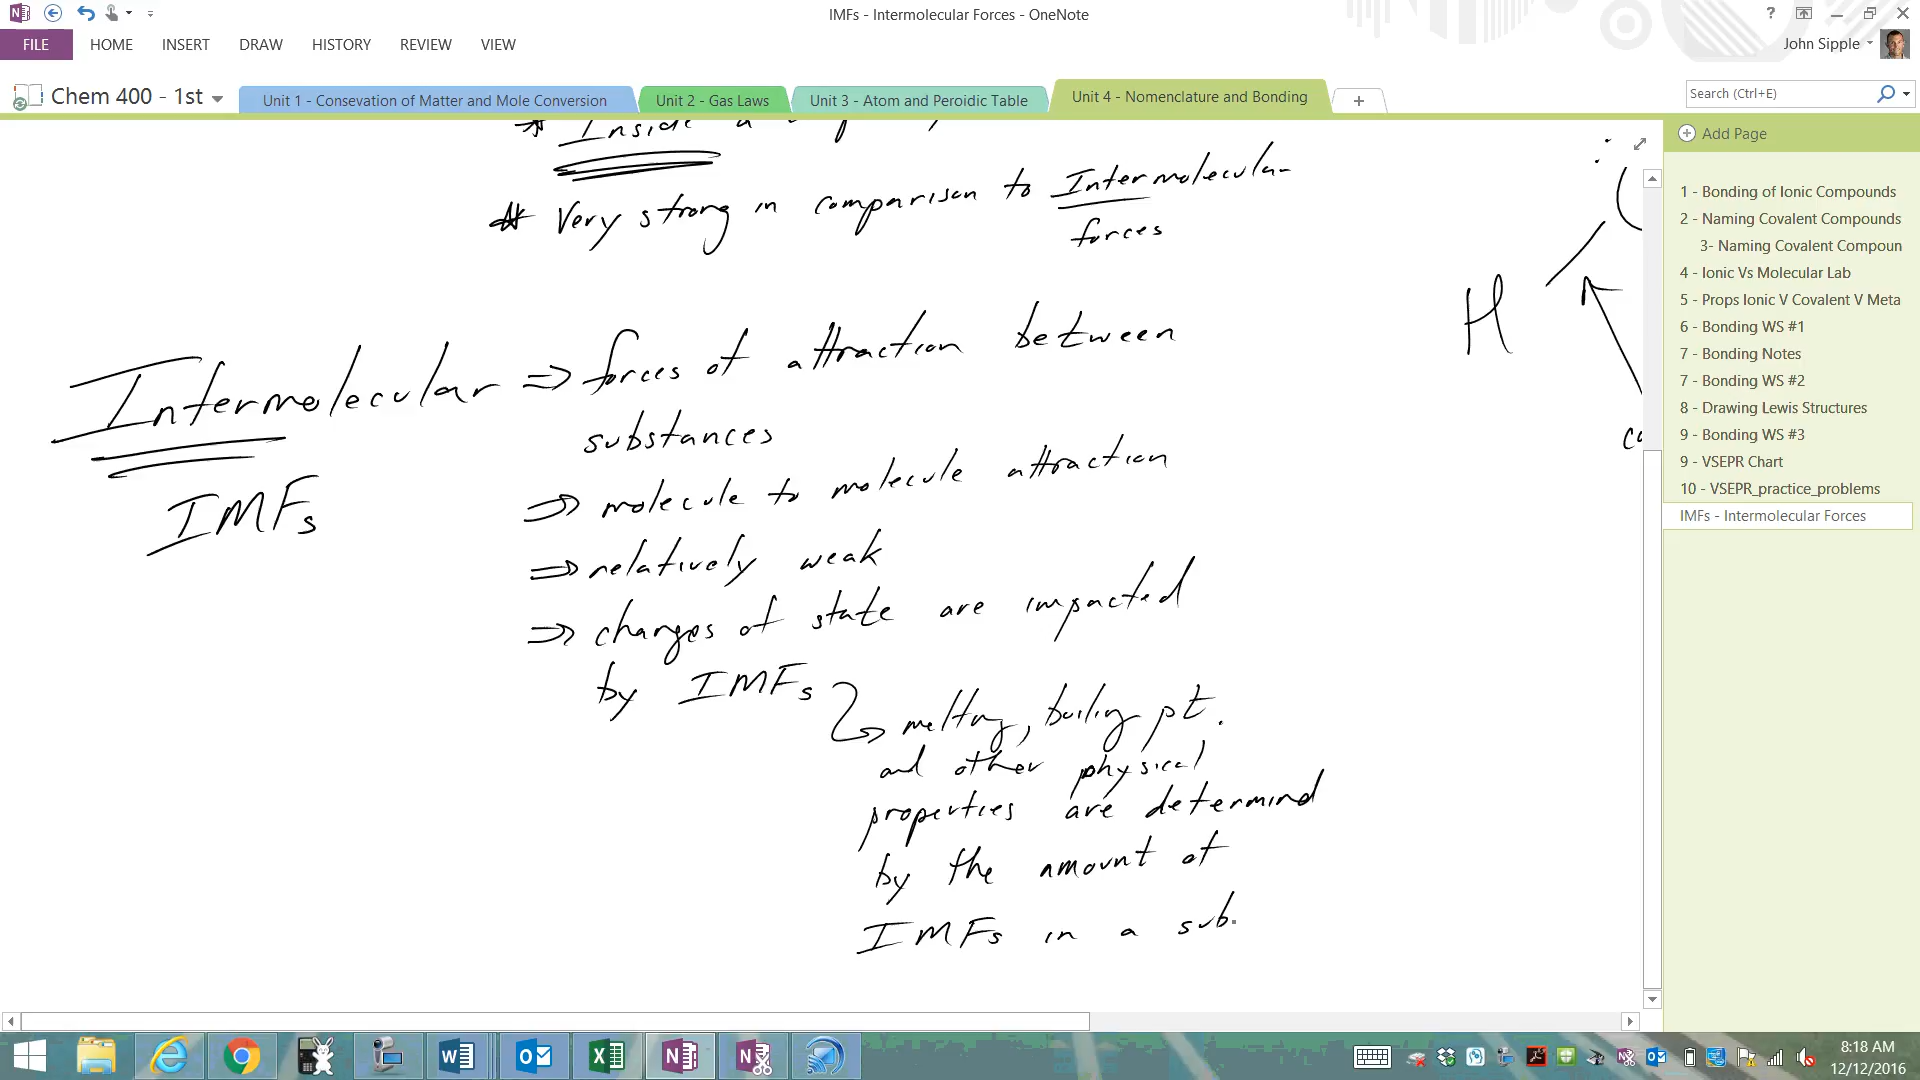 IMFs - Intermolecular Forces - OneNote
?
FILE HOME INSERT DRAW HISTORY REVIEW VIEW
John Sipple
Chem 400 - 1st
Unit 1 - Consevation of Matter and Mole Conversion
Unit 2 - Gas Laws
Unit 3 - Atom and Peroidic Table
Unit 4 - Nomenclature and Bonding
+
Search (Ctrl+E)
Inside a
Very strong in comparison to Intermolecular
forces
Intermolecular ⇒ forces of attraction between
substances
IMFs
⇒ molecule to molecule attraction
⇒ relatively weak
⇒ changes of state are impacted
by IMFs
melting, boiling pt.
and other physical
properties are determind
by the amount of
IMFs in a sub
H
Add Page
1 - Bonding of Ionic Compounds
2 - Naming Covalent Compounds
3- Naming Covalent Compoun
4 - Ionic Vs Molecular Lab
5 - Props Ionic V Covalent V Meta
6 - Bonding WS #1
7 - Bonding Notes
7 - Bonding WS #2
8 - Drawing Lewis Structures
9 - Bonding WS #3
9 - VSEPR Chart
10 - VSEPR_practice_problems
IMFs - Intermolecular Forces
8:18 AM
12/12/2016